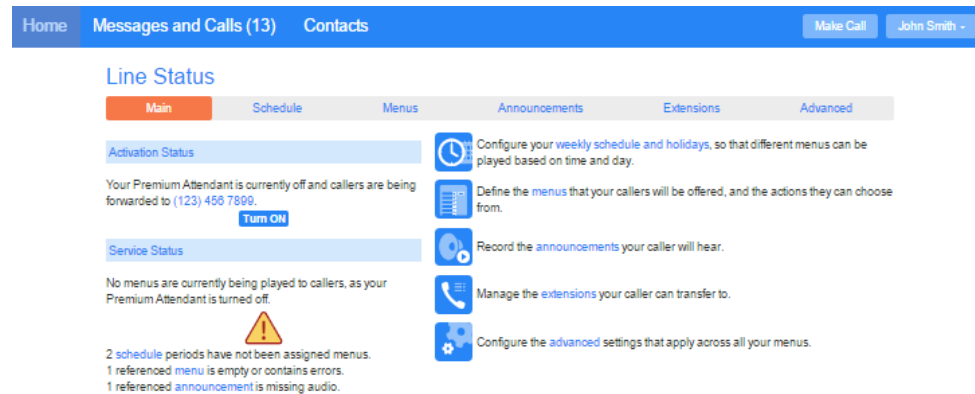 Home Messages and Calls (13) Contacts Make Call John Smith
Line Status
Main Schedule Menus Announcements Extensions Advanced
Activation Status
Your Premium Attendant is currently off and callers are being
forwarded to (123) 456 7899.
Turn ON
Service Status
No menus are currently being played to callers, as your
Premium Attendant is turned off.
2 schedule periods have not been assigned menus.
1 referenced menu is empty or contains errors.
1 referenced announcement is missing audio.
Configure your weekly schedule and holidays, so that different menus can be
played based on time and day.
Define the menus that your callers will be offered, and the actions they can choose
from.
Record the announcements your caller will hear.
Manage the extensions your caller can transfer to.
Configure the advanced settings that apply across all your menus.